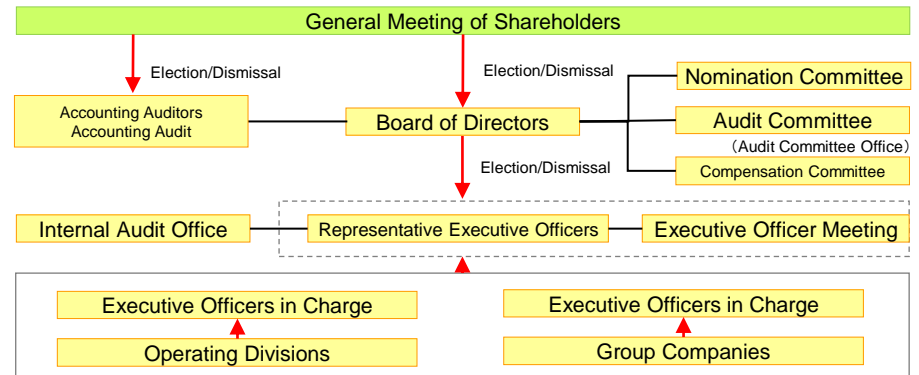 General Meeting of Shareholders
Election/Dismissal
Election/Dismissal
Nomination Committee
Accounting Auditors
Accounting Audit
Board of Directors
Audit Committee
（Audit Committee Office）
Election/Dismissal
Compensation Committee
Internal Audit Office
Representative Executive Officers
Executive Officer Meeting
Executive Officers in Charge
Executive Officers in Charge
Operating Divisions
Group Companies